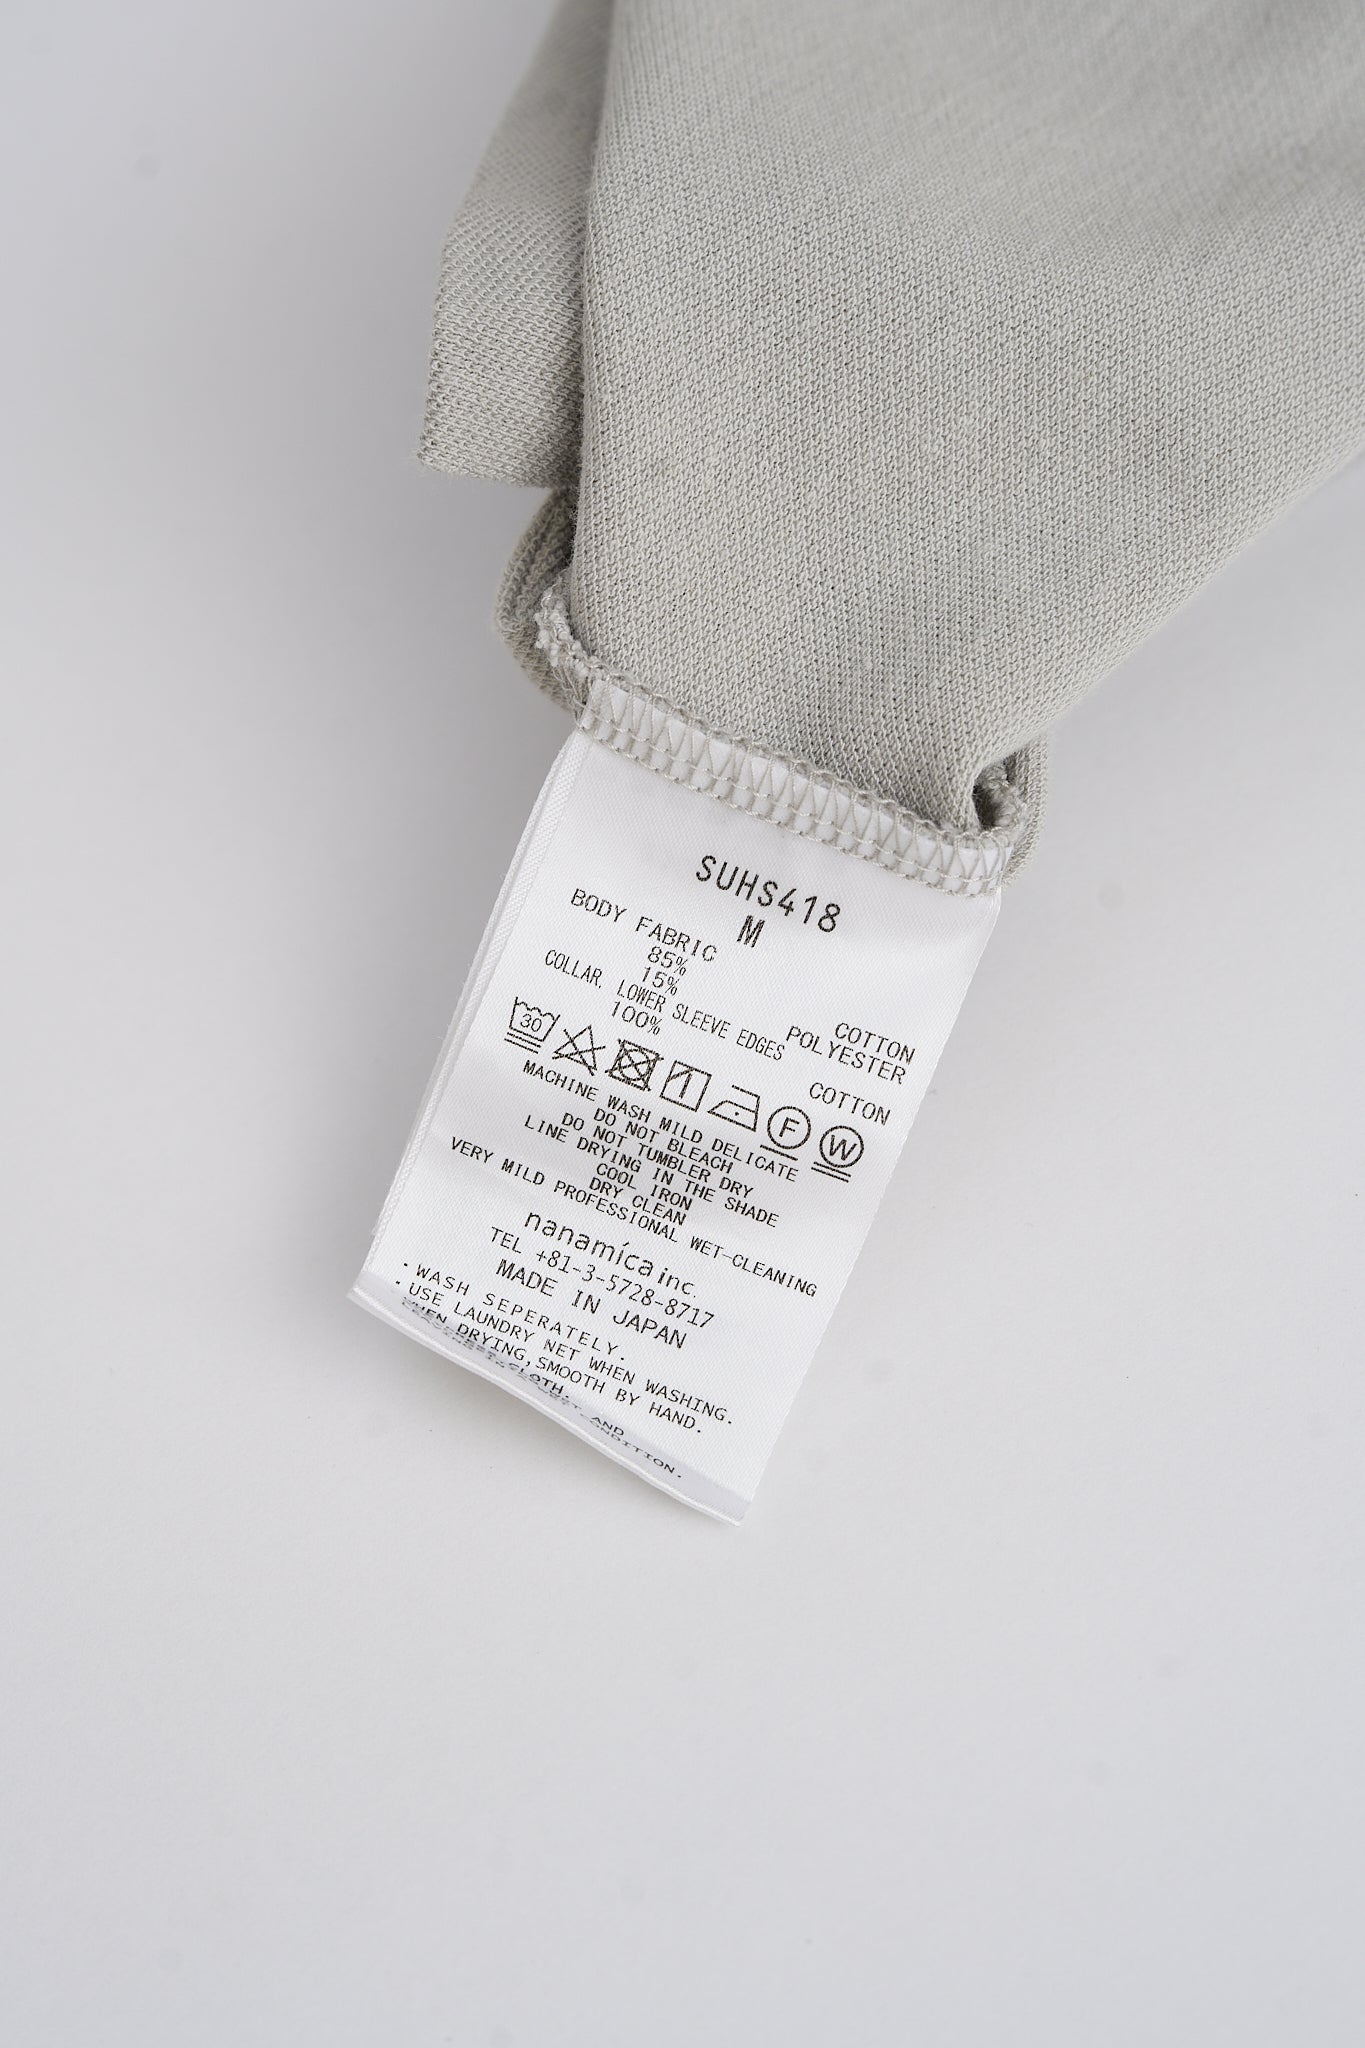 SUHS418
M
BODY FABRIC
85% COTTON
15% POLYESTER
COLLAR, LOWER SLEEVE EDGES
100% COTTON
30 F W
MACHINE WASH MILD DELICATE
DO NOT BLEACH
DO NOT TUMBLER DRY
LINE DRYING IN THE SHADE
COOL IRON
DRY CLEAN
VERY MILD PROFESSIONAL WET-CLEANING
nanamica inc.
TEL +81-3-5728-8717
MADE IN JAPAN
・WASH SEPERATELY.
・USE LAUNDRY NET WHEN WASHING.
WHEN DRYING,SMOOTH BY HAND.
CLOTH.
AND